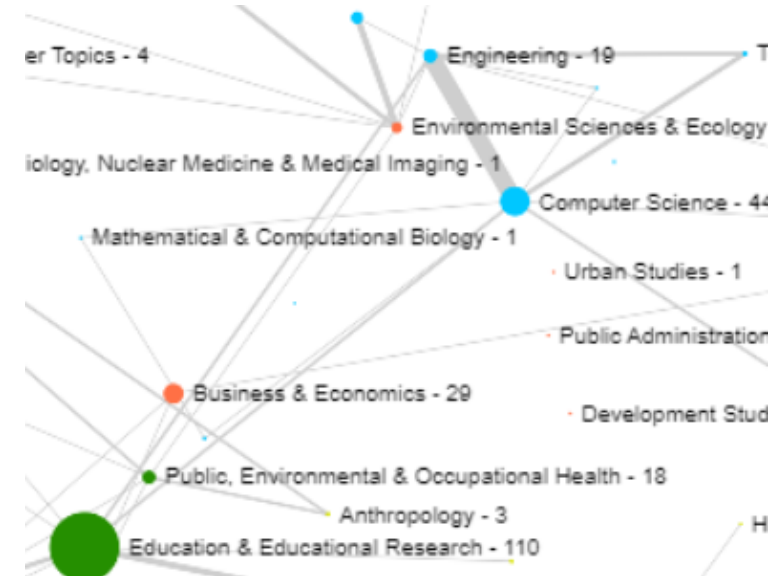 er Topics - 4
Engineering - 19
T
Environmental Sciences & Ecology
iology, Nuclear Medicine & Medical Imaging - 1
Computer Science - 44
Mathematical & Computational Biology - 1
Urban Studies - 1
Public Administration
Business & Economics - 29
Development Stud
Public, Environmental & Occupational Health - 18
Anthropology - 3
H
Education & Educational Research - 110